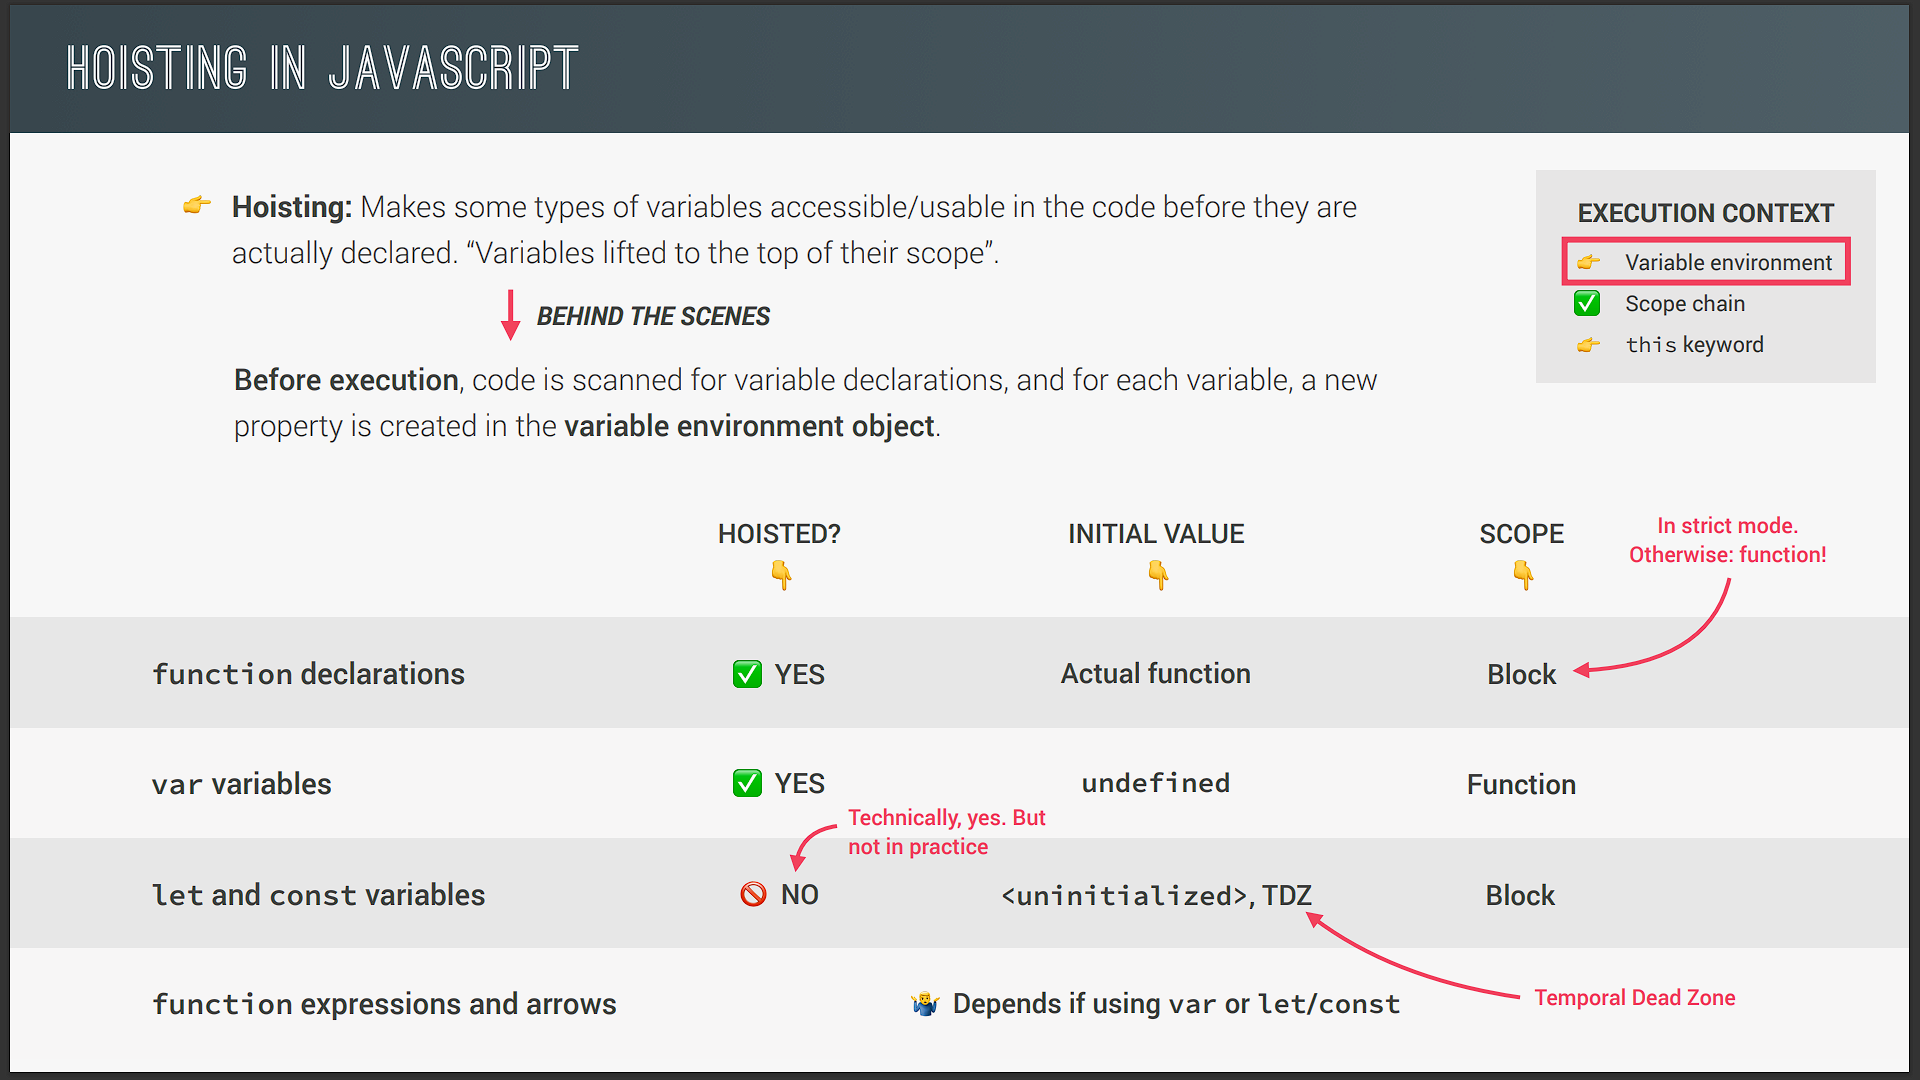 HOISTING IN JAVASCRIPT
👉 Hoisting: Makes some types of variables accessible/usable in the code before they are
actually declared. “Variables lifted to the top of their scope”.
BEHIND THE SCENES
Before execution, code is scanned for variable declarations, and for each variable, a new
property is created in the variable environment object.
EXECUTION CONTEXT
👉 Variable environment
✅ Scope chain
👉 this keyword
HOISTED? INITIAL VALUE SCOPE
👇 👇 👇
In strict mode.
Otherwise: function!
function declarations ✅ YES Actual function Block
var variables ✅ YES undefined Function
Technically, yes. But
not in practice
let and const variables 🚫 NO <uninitialized>, TDZ Block
Temporal Dead Zone
function expressions and arrows 🤷‍♂️ Depends if using var or let/const